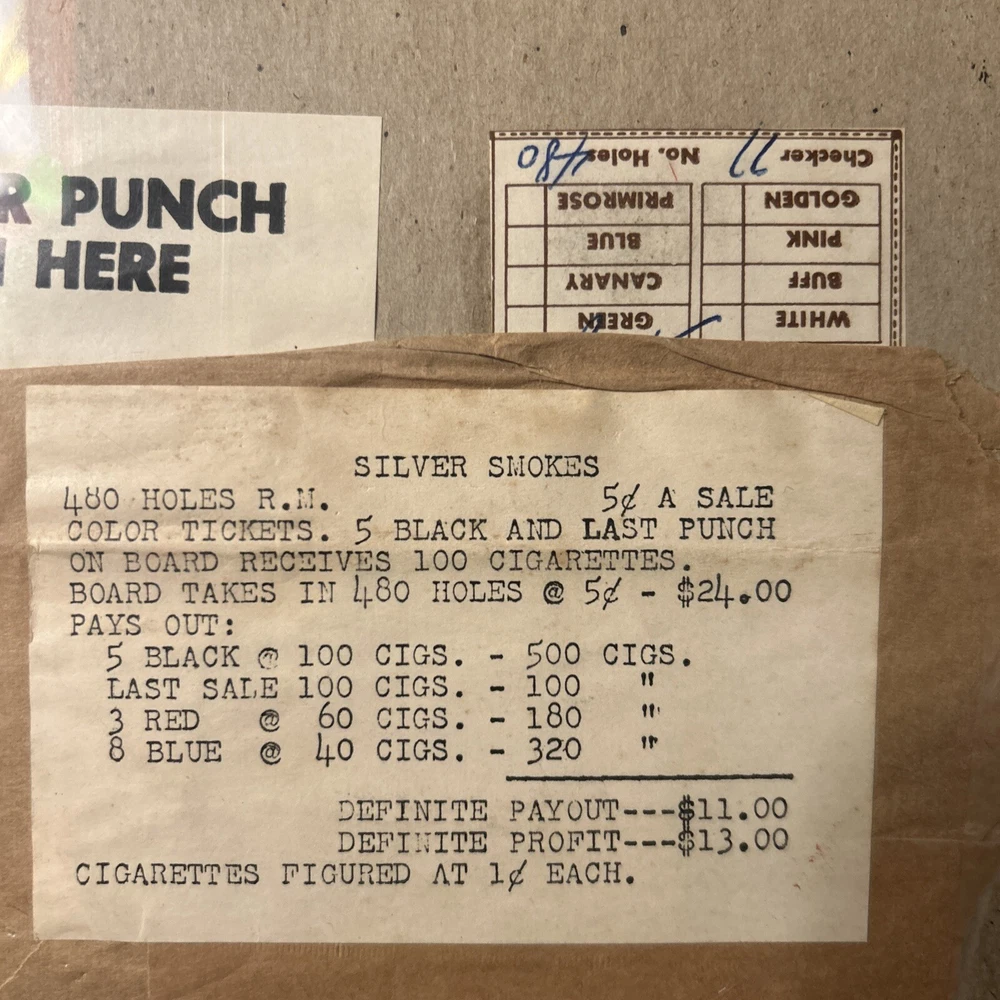 R PUNCH
HERE
Checker 77 No. Holes 480
GOLDEN PRIMROSE
PINK BLUE
BUFF CANARY
WHITE GREEN
SILVER SMOKES
480 HOLES R.M. 5¢ A SALE
COLOR TICKETS. 5 BLACK AND LAST PUNCH
ON BOARD RECEIVES 100 CIGARETTES.
BOARD TAKES IN 480 HOLES @ 5¢ - $24.00
PAYS OUT:
5 BLACK @ 100 CIGS. - 500 CIGS.
LAST SALE 100 CIGS. - 100 "
3 RED @ 60 CIGS. - 180 "
8 BLUE @ 40 CIGS. - 320 "
DEFINITE PAYOUT---$11.00
DEFINITE PROFIT---$13.00
CIGARETTES FIGURED AT 1¢ EACH.